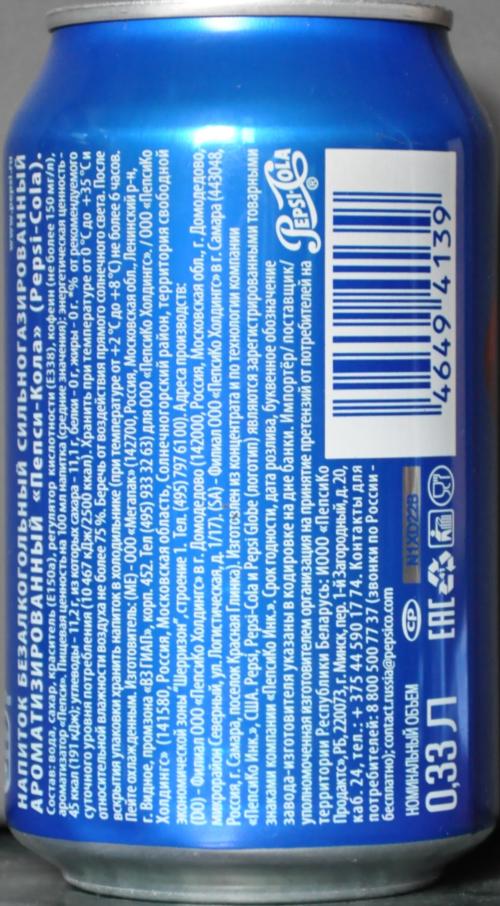 www.pepsi.ru
НАПИТОК БЕЗАЛКОГОЛЬНЫЙ СИЛЬНОГАЗИРОВАННЫЙ
АРОМАТИЗИРОВАННЫЙ «Пепси-Кола» (Pepsi-Cola).
Состав: вода, сахар, краситель (E150a), регулятор кислотности (E338), кофеин (не более 150 мг/л),
ароматизатор «Пепси». Пищевая ценность на 100 мл напитка (средние значения): энергетическая ценность -
45 ккал (191 кДж), углеводы - 11,2 г, из которых сахара - 11,1 г, белки - 0 г, жиры - 0 г. *% от рекомендуемого
суточного уровня потребления (10 467 кДж/2500 ккал). Хранить при температуре от 0 °C до +35 °C и
относительной влажности воздуха не более 75 %. Беречь от воздействия прямого солнечного света. После
вскрытия упаковки хранить напиток в холодильнике (при температуре от +2 °C до +8 °C) не более 6 часов.
Пейте охлажденным. Изготовитель: (ME) - ООО «Мегапак» (142700, Россия, Московская обл., Ленинский р-н,
г. Видное, промзона «ВЗ ГИАП», корп. 452. Тел (495) 933 32 63) для ООО «ПепсиКо Холдингс». / ООО «ПепсиКо
Холдингс» (141580, Россия, Московская область, Солнечногорский район, территория свободной
экономической зоны "Шерризон", строение 1. Тел. (495) 797 6100). Адреса производств:
(DO) - Филиал ООО «ПепсиКо Холдингс» в г. Домодедово (142000, Россия, Московская обл., г. Домодедово,
микрорайон Северный, ул. Логистическая, д. 1/17). (SA) - Филиал ООО «ПепсиКо Холдингс» в г. Самара (443048,
Россия, г. Самара, поселок Красная Глинка). Изготовлен из концентрата и по технологии компании
«ПепсиКо Инк.», США. Pepsi, Pepsi-Cola и Pepsi Globe (логотип) являются зарегистрированными товарными
знаками компании «ПепсиКо Инк.». Срок годности, дата розлива, буквенное обозначение
завода-изготовителя указаны в кодировке на дне банки. Импортёр/ поставщик/
уполномоченная изготовителем организация на принятие претензий от потребителей на
территории Республики Беларусь: ИООО «ПепсиКо
Продактс», РБ, 220073, г. Минск, пер. 1-й Загородный, д. 20,
каб. 24, тел.: + 375 44 590 17 74. Контакты для
потребителей: 8 800 500 77 37 (звонки по России -
бесплатно); contact.russia@pepsico.com
PEPSI-COLA ®
4649 4139
N1XD22B
НОМИНАЛЬНЫЙ ОБЪЕМ
0,33 Л
EAC